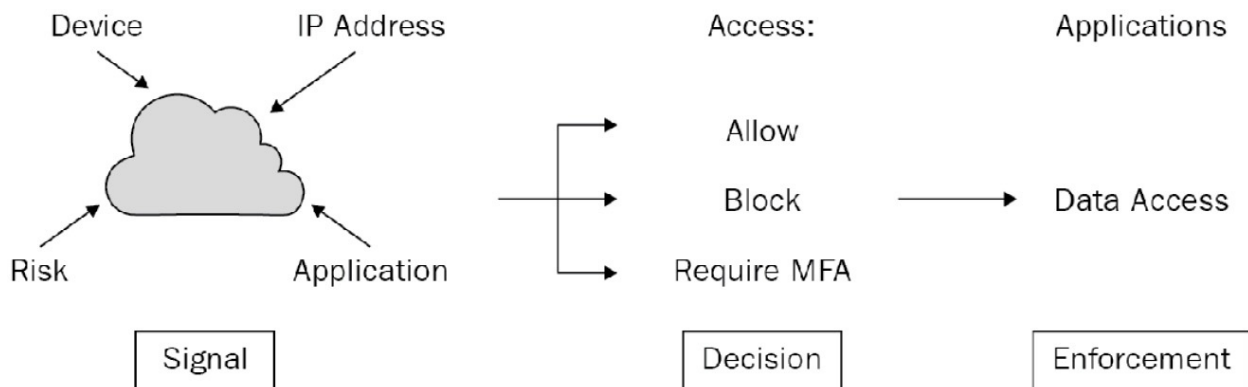 Device
IP Address
Access:
Applications
Allow
Block
Data Access
Risk
Application
Require MFA
Signal
Decision
Enforcement